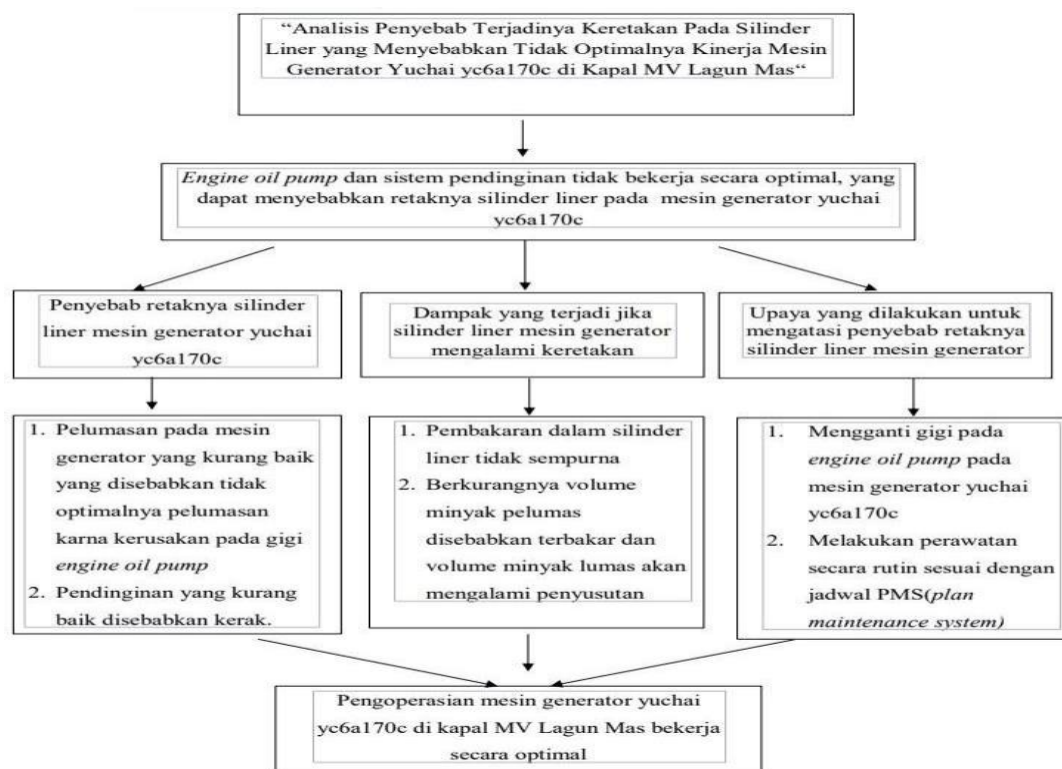 “Analisis Penyebab Terjadinya Keretakan Pada Silinder
Liner yang Menyebabkan Tidak Optimalnya Kinerja Mesin
Generator Yuchai yc6a170c di Kapal MV Lagun Mas“
Engine oil pump dan sistem pendinginan tidak bekerja secara optimal, yang
dapat menyebabkan retaknya silinder liner pada mesin generator yuchai
yc6a170c
Penyebab retaknya silinder
liner mesin generator yuchai
yc6a170c
Dampak yang terjadi jika
silinder liner mesin generator
mengalami keretakan
Upaya yang dilakukan untuk
mengatasi penyebab retaknya
silinder liner mesin generator
1. Pelumasan pada mesin
generator yang kurang baik
yang disebabkan tidak
optimalnya pelumasan
karna kerusakan pada gigi
engine oil pump
2. Pendinginan yang kurang
baik disebabkan kerak.
1. Pembakaran dalam silinder
liner tidak sempurna
2. Berkurangnya volume
minyak pelumas
disebabkan terbakar dan
volume minyak lumas akan
mengalami penyusutan
1. Mengganti gigi pada
engine oil pump pada
mesin generator yuchai
yc6a170c
2. Melakukan perawatan
secara rutin sesuai dengan
jadwal PMS(plan
maintenance system)
Pengoperasian mesin generator yuchai
yc6a170c di kapal MV Lagun Mas bekerja
secara optimal